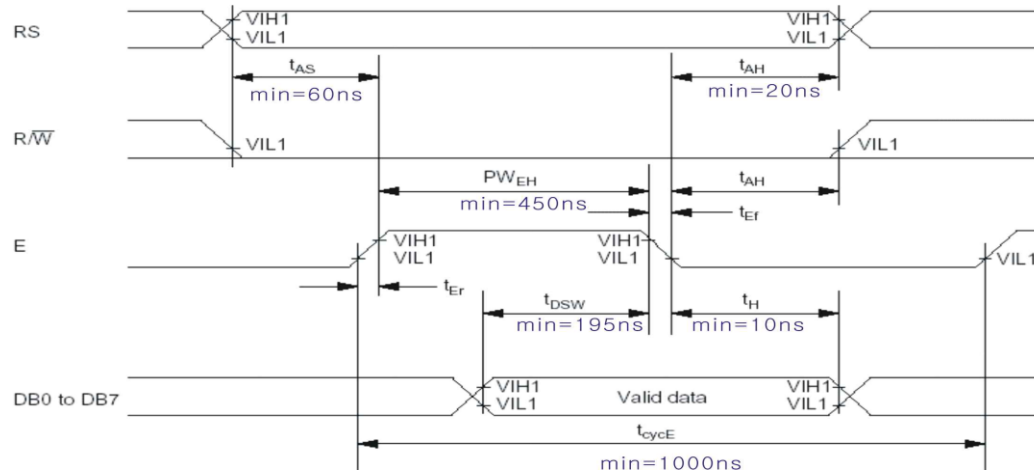 RS
VIH1
VIL1
VIH1
VIL1
tAS
min=60ns
tAH
min=20ns
R/W̅
VIL1
VIL1
PWEH
min=450ns
tAH
tEf
E
VIH1
VIL1
VIH1
VIL1
VIL1
tEr
tDSW
min=195ns
tH
min=10ns
DB0 to DB7
VIH1
VIL1
Valid data
VIH1
VIL1
tcycE
min=1000ns